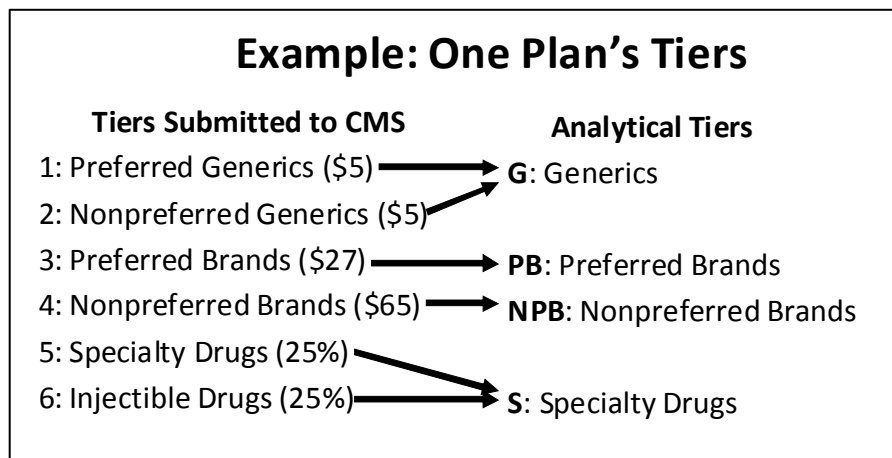 Example: One Plan’s Tiers
Tiers Submitted to CMS
1: Preferred Generics ($5)
2: Nonpreferred Generics ($5)
3: Preferred Brands ($27)
4: Nonpreferred Brands ($65)
5: Specialty Drugs (25%)
6: Injectible Drugs (25%)
Analytical Tiers
G: Generics
PB: Preferred Brands
NPB: Nonpreferred Brands
S: Specialty Drugs